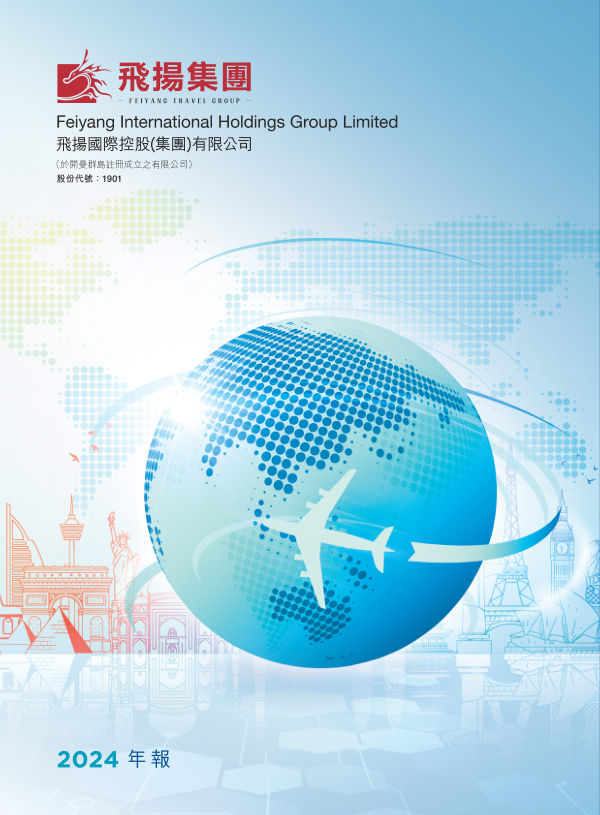 飛揚集團
FEIYANG TRAVEL GROUP
Feiyang International Holdings Group Limited
飛揚國際控股(集團)有限公司
(於開曼群島註冊成立之有限公司)
股份代號：1901
2024 年報